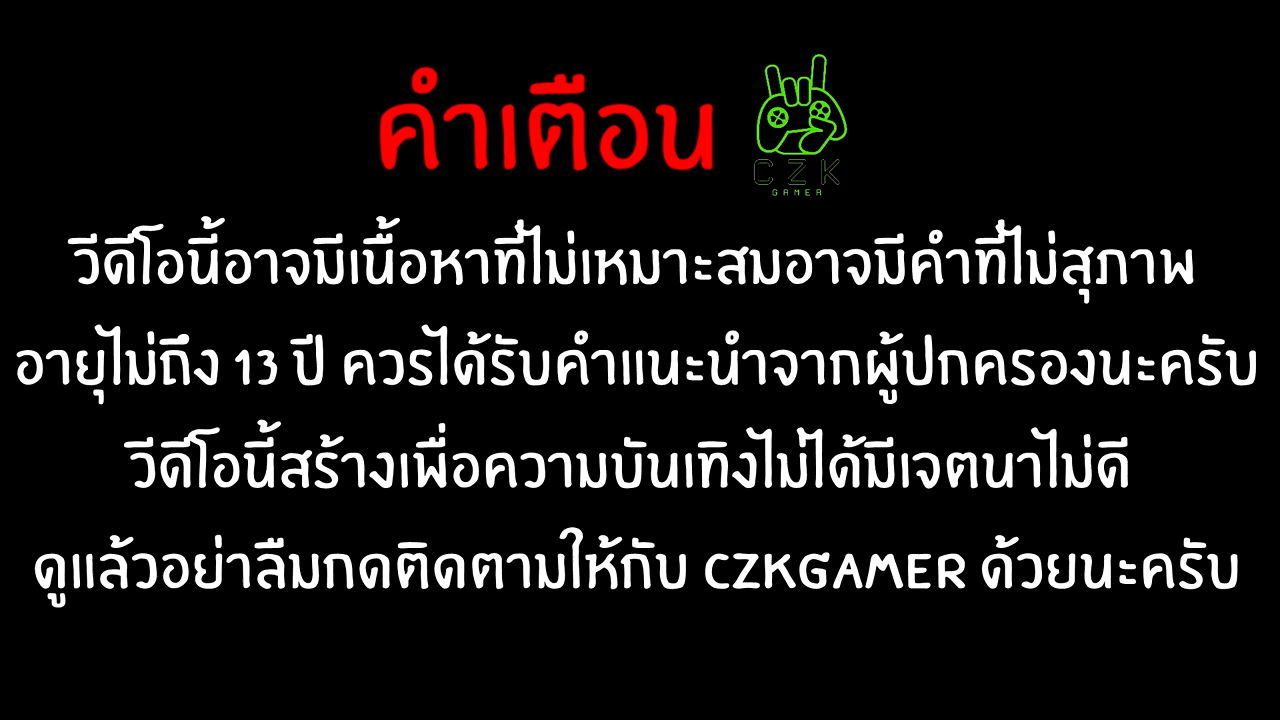 คำเตือน
CZK
GAMER
วีดีโอนี้อาจมีเนื้อหาที่ไม่เหมาะสมอาจมีคำที่ไม่สุภาพ
อายุไม่ถึง 13 ปี ควรได้รับคำแนะนำจากผู้ปกครองนะครับ
วีดีโอนี้สร้างเพื่อความบันเทิงไม่ได้มีเจตนาไม่ดี
ดูแล้วอย่าลืมกดติดตามให้กับ CZKGAMER ด้วยนะครับ